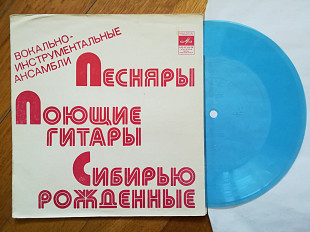 ВОКАЛЬНО-
ИНСТРУМЕНТАЛЬНЫЕ
АНСАМБЛИ
ПЕСНЯРЫ
ПОЮЩИЕ
ГИТАРЫ
СИБИРЬЮ
РОЖДЕННЫЕ